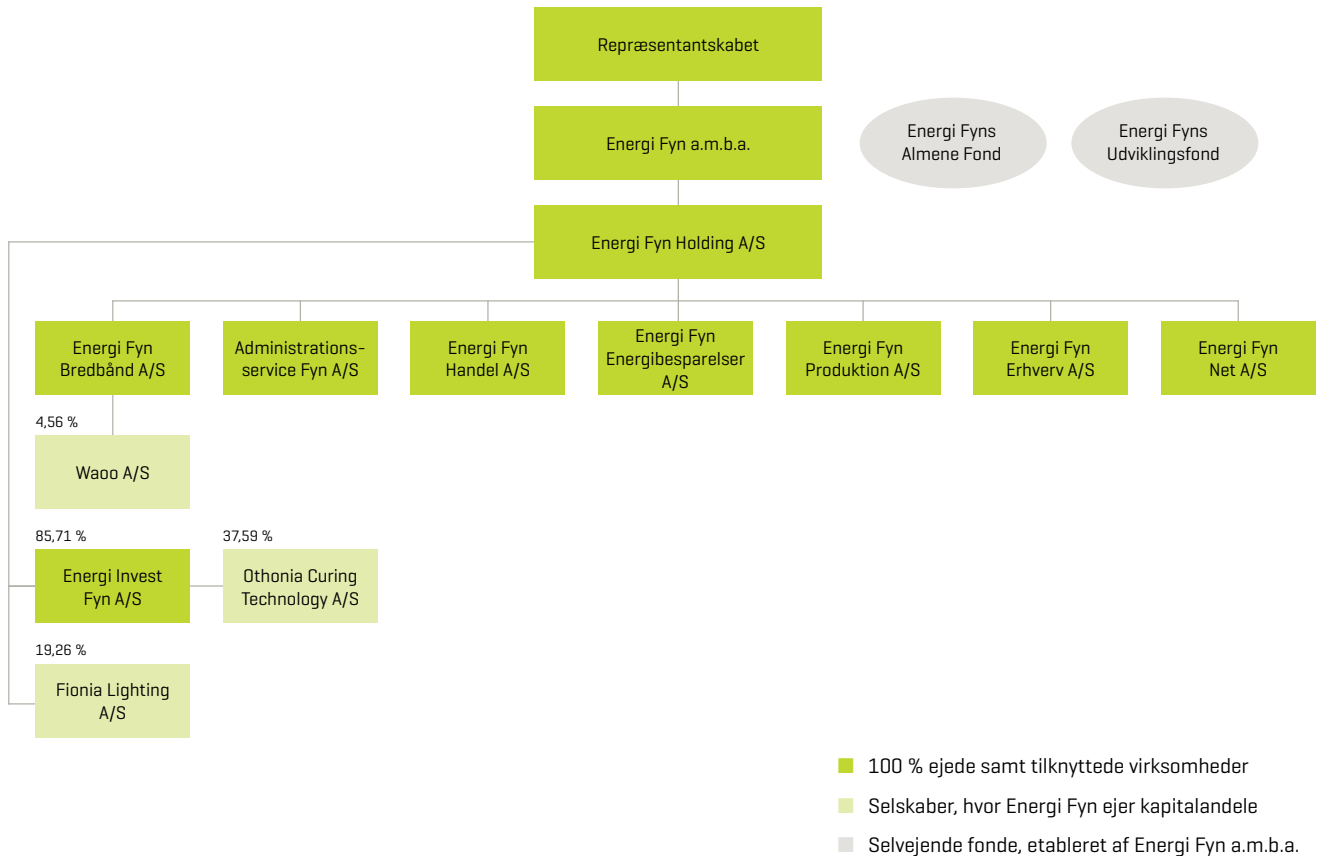 Repræsentantskabet
Energi Fyn a.m.b.a.
Energi Fyns
Almene Fond
Energi Fyns
Udviklingsfond
Energi Fyn Holding A/S
Energi Fyn
Bredbånd A/S
Administrations-
service Fyn A/S
Energi Fyn
Handel A/S
Energi Fyn
Energibesparelser
A/S
Energi Fyn
Produktion A/S
Energi Fyn
Erhverv A/S
Energi Fyn
Net A/S
4,56 %
Waoo A/S
85,71 %
Energi Invest
Fyn A/S
37,59 %
Othonia Curing
Technology A/S
19,26 %
Fionia Lighting
A/S
100 % ejede samt tilknyttede virksomheder
Selskaber, hvor Energi Fyn ejer kapitalandele
Selvejende fonde, etableret af Energi Fyn a.m.b.a.